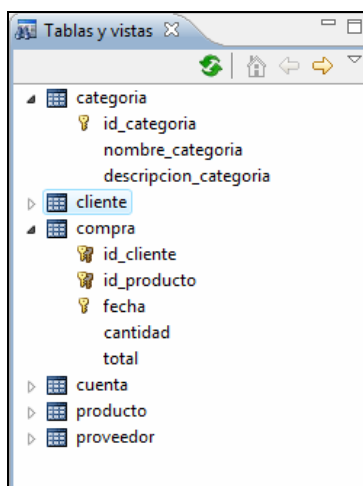 Tablas y vistas
categoria
id_categoria
nombre_categoria
descripcion_categoria
cliente
compra
id_cliente
id_producto
fecha
cantidad
total
cuenta
producto
proveedor